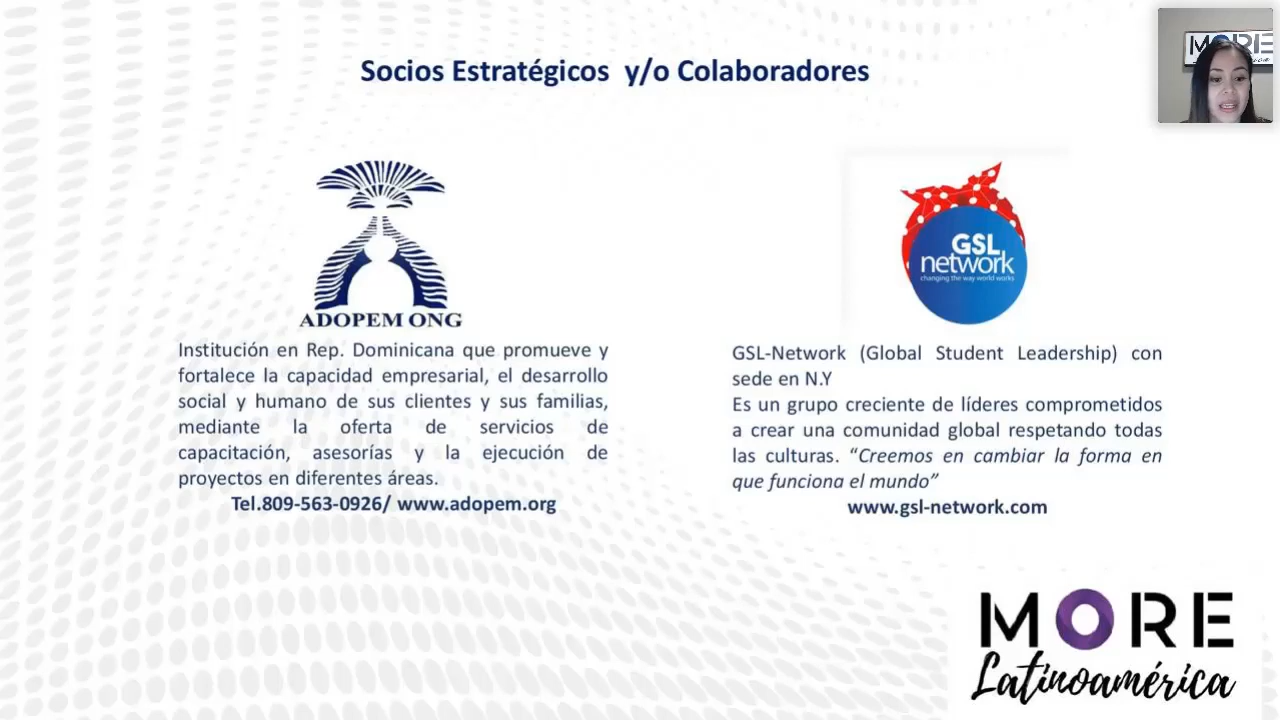 Socios Estratégicos y/o Colaboradores
MORE
ADOPEM ONG
Institución en Rep. Dominicana que promueve y
fortalece la capacidad empresarial, el desarrollo
social y humano de sus clientes y sus familias,
mediante la oferta de servicios de
capacitación, asesorías y la ejecución de
proyectos en diferentes áreas.
Tel.809-563-0926/ www.adopem.org
GSL
network
changing the way world works
GSL-Network (Global Student Leadership) con
sede en N.Y
Es un grupo creciente de líderes comprometidos
a crear una comunidad global respetando todas
las culturas. “Creemos en cambiar la forma en
que funciona el mundo”
www.gsl-network.com
MORE
Latinoamérica